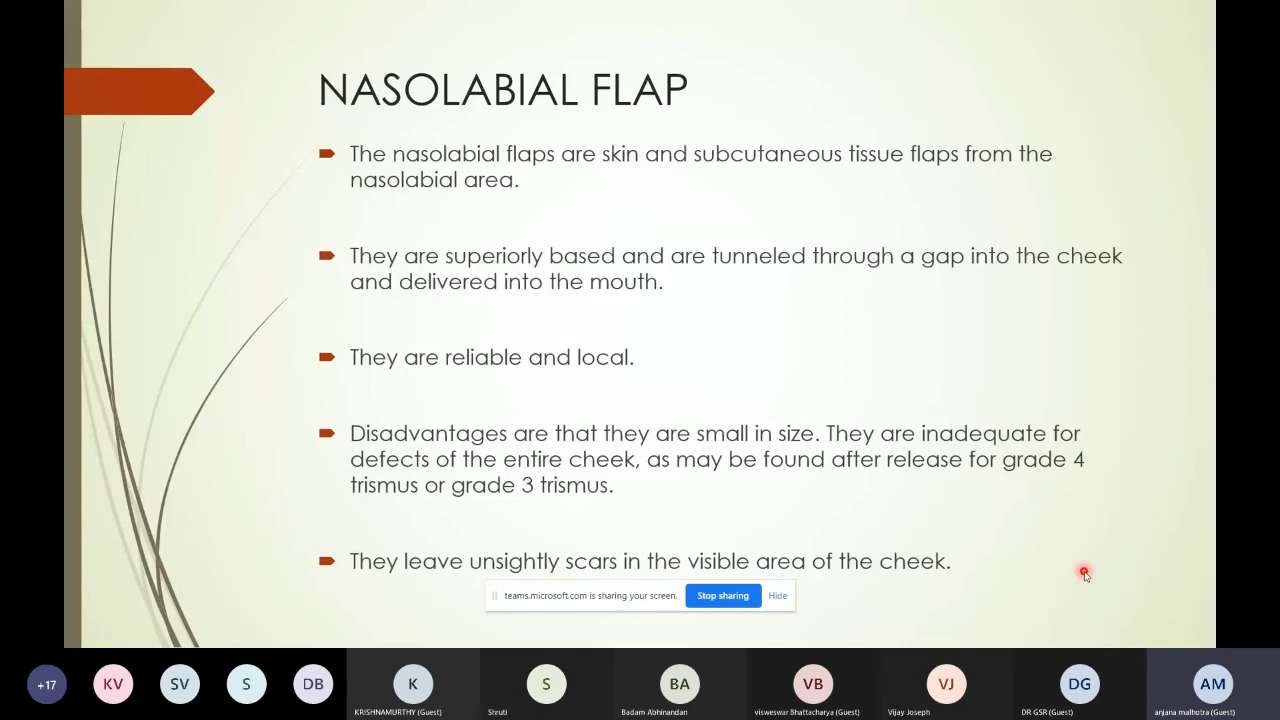 NASOLABIAL FLAP
The nasolabial flaps are skin and subcutaneous tissue flaps from the
nasolabial area.
They are superiorly based and are tunneled through a gap into the cheek
and delivered into the mouth.
They are reliable and local.
Disadvantages are that they are small in size. They are inadequate for
defects of the entire cheek, as may be found after release for grade 4
trismus or grade 3 trismus.
They leave unsightly scars in the visible area of the cheek.
teams.microsoft.com is sharing your screen. Stop sharing Hide
+17 KV SV S DB K S BA VB VJ DG AM
KRISHNAMURTHY (Guest) Shruti Badam Abhinandan visweswar Bhattacharya (Guest) Vijay Joseph DR GSR (Guest) anjana malhotra (Guest)